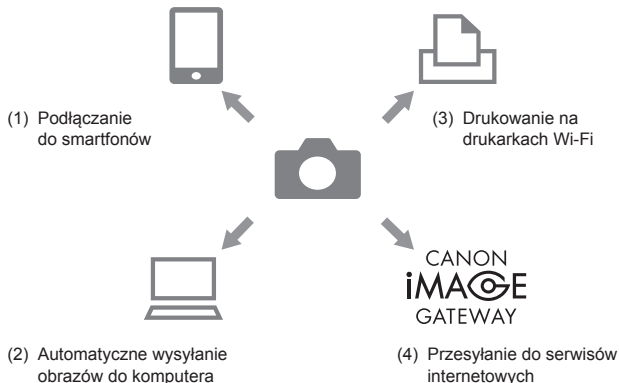 (1) Podłączanie
do smartfonów
(3) Drukowanie na
drukarkach Wi-Fi
(2) Automatyczne wysyłanie
obrazów do komputera
CANON
iMAGE
GATEWAY
(4) Przesyłanie do serwisów
internetowych